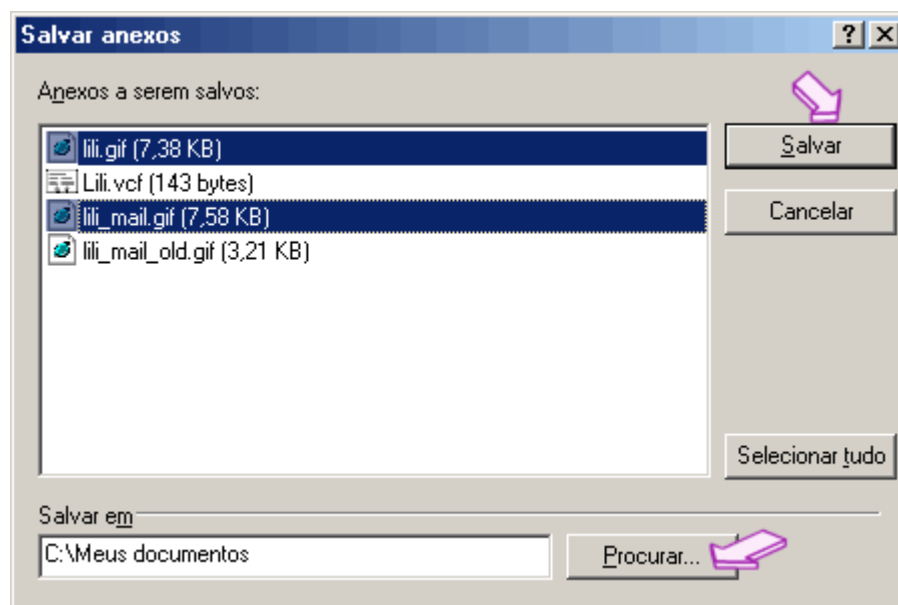 Salvar anexos
Anexos a serem salvos:
lili.gif (7,38 KB)
Lili.vcf (143 bytes)
lili_mail.gif (7,58 KB)
lili_mail_old.gif (3,21 KB)
Salvar
Cancelar
Selecionar tudo
Salvar em
C:\Meus documentos
Procurar...